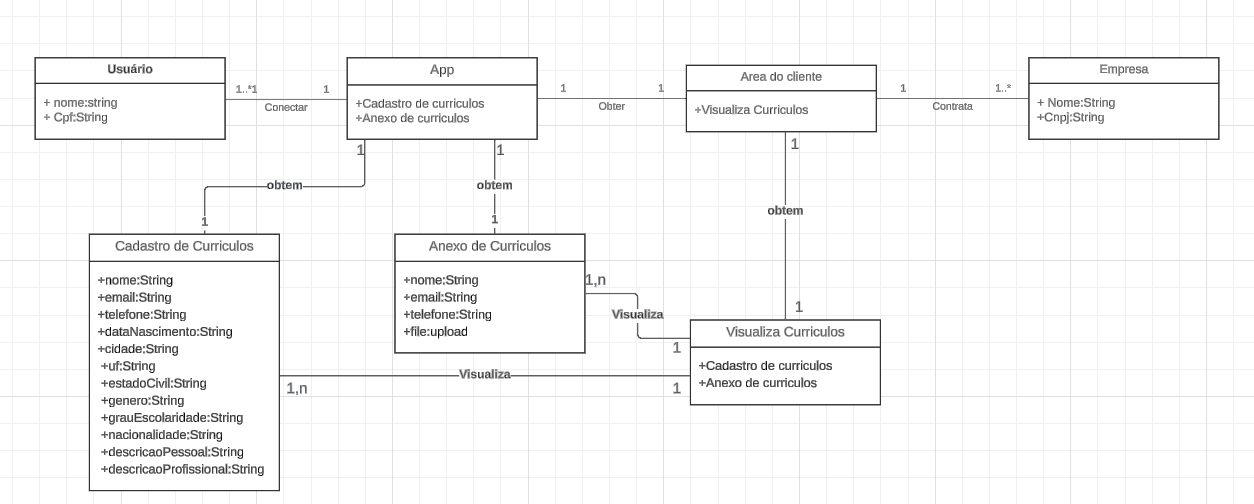 Usuário
+ nome:string
+ Cpf:String
1..*1
1
Conectar
App
+Cadastro de curriculos
+Anexo de curriculos
1
1
Obter
Area do cliente
+Visualiza Curriculos
1
1..*
Contrata
Empresa
+ Nome:String
+Cnpj:String
1
obtem
1
1
obtem
1
1
obtem
1
Cadastro de Curriculos
+nome:String
+email:String
+telefone:String
+dataNascimento:String
+cidade:String
+uf:String
+estadoCivil:String
+genero:String
+grauEscolaridade:String
+nacionalidade:String
+descricaoPessoal:String
+descricaoProfissional:String
Anexo de Curriculos
+nome:String
+email:String
+telefone:String
+file:upload
1,n
Visualiza
1
Visualiza
1,n
1
Visualiza Curriculos
+Cadastro de curriculos
+Anexo de curriculos